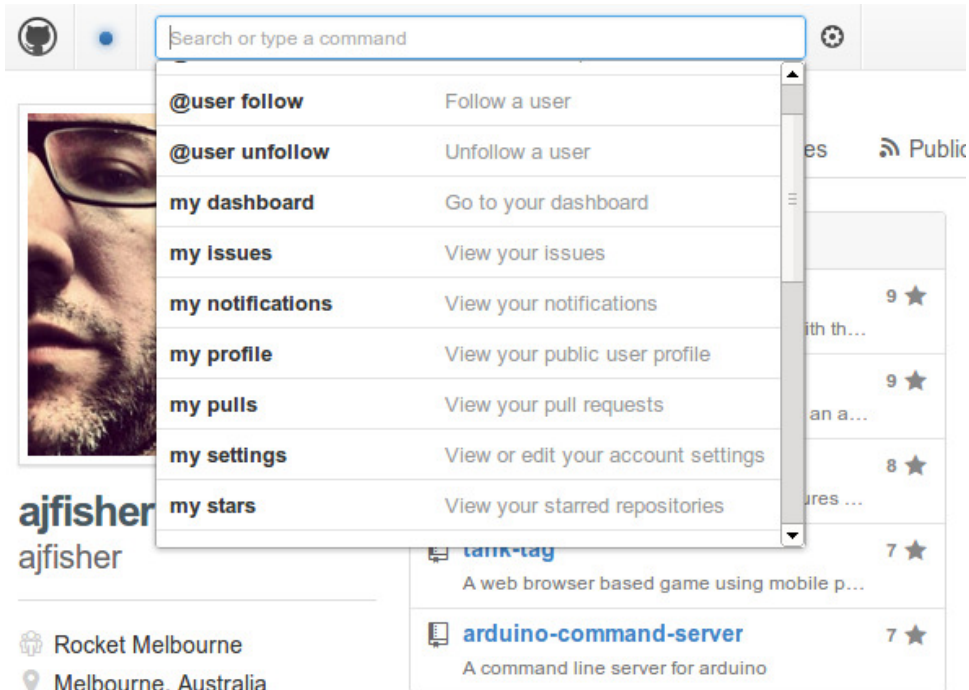 Search or type a command
@user follow Follow a user
@user unfollow Unfollow a user
my dashboard Go to your dashboard
my issues View your issues
my notifications View your notifications
my profile View your public user profile
my pulls View your pull requests
my settings View or edit your account settings
my stars View your starred repositories
es Public
9
ith th…
9
an a…
8
ures …
ajfisher
ajfisher
Rocket Melbourne
Melbourne, Australia
tank-tag 7
A web browser based game using mobile p…
arduino-command-server 7
A command line server for arduino